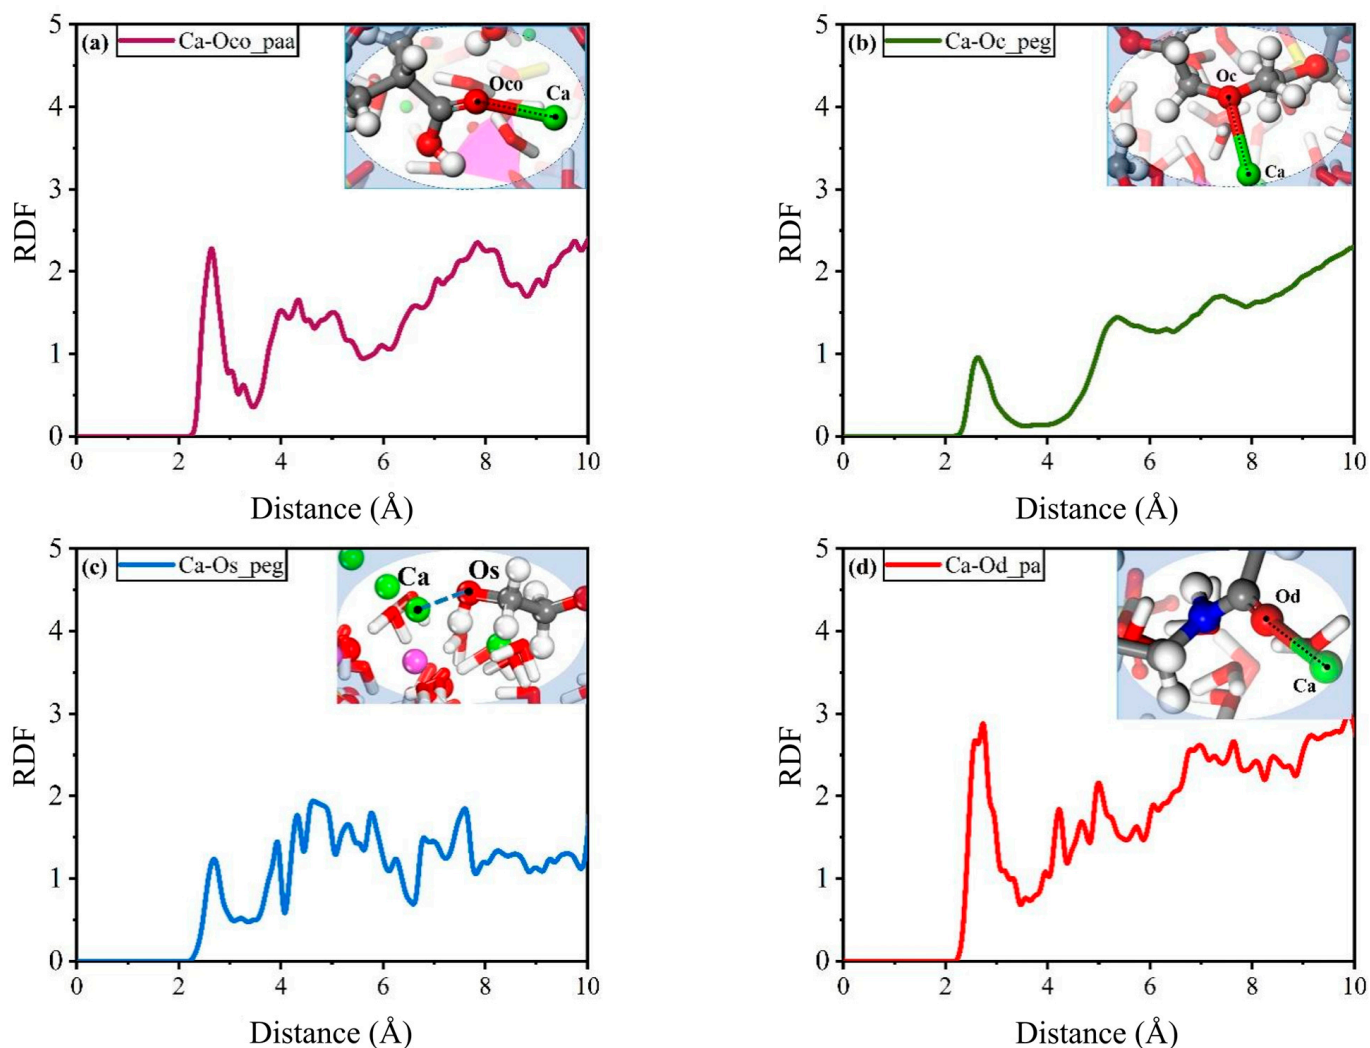 (a) Ca-Oco_paa
Oco
Ca
5
4
3
2
1
0
RDF
0 2 4 6 8 10
Distance (Å)
(b) Ca-Oc_peg
Oc
Ca
5
4
3
2
1
0
RDF
0 2 4 6 8 10
Distance (Å)
(c) Ca-Os_peg
Ca Os
5
4
3
2
1
0
RDF
0 2 4 6 8 10
Distance (Å)
(d) Ca-Od_pa
Od
Ca
5
4
3
2
1
0
RDF
0 2 4 6 8 10
Distance (Å)